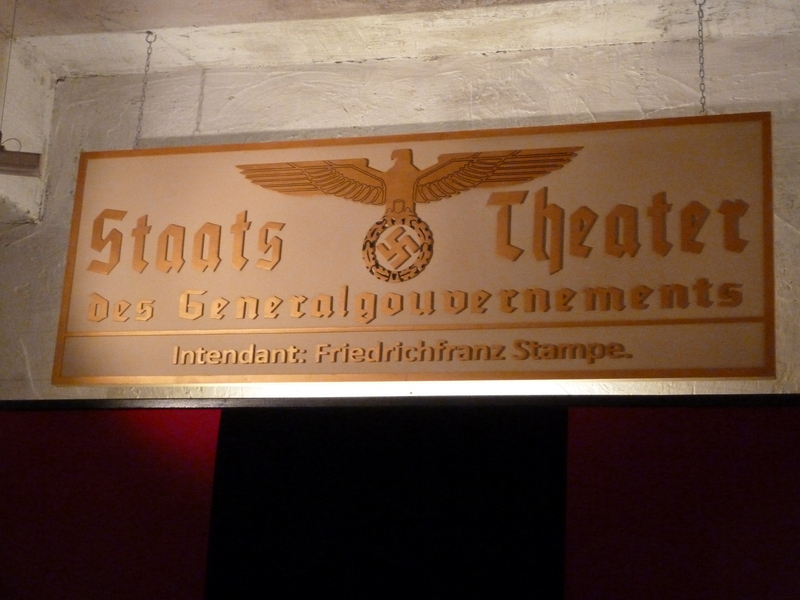 Staats Theater
des Generalgouvernements
Intendant: Friedrichfranz Stampe.